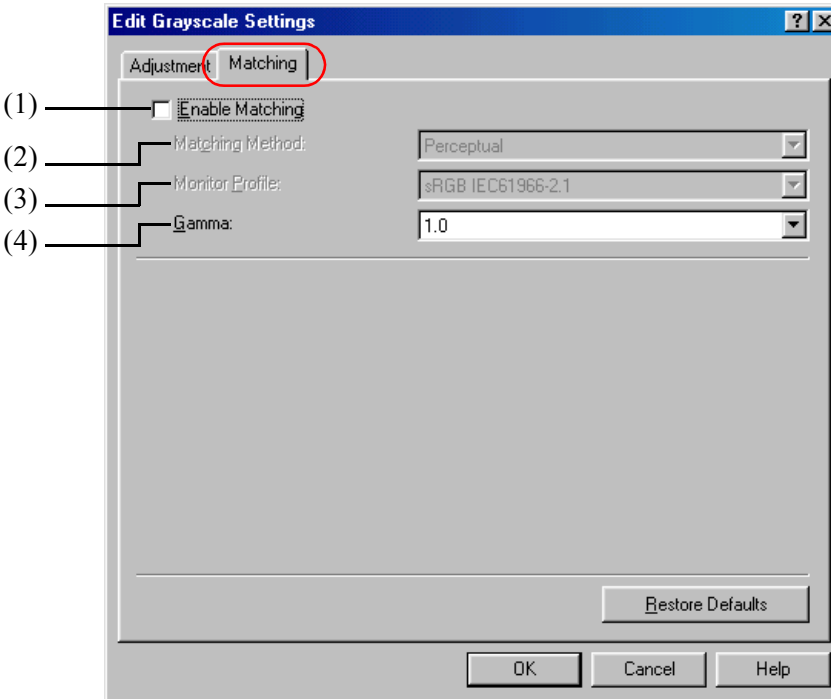 Edit Grayscale Settings
Adjustment Matching
(1) Enable Matching
(2) Matching Method: Perceptual
(3) Monitor Profile: sRGB IEC61966-2.1
(4) Gamma: 1.0
Restore Defaults
OK Cancel Help